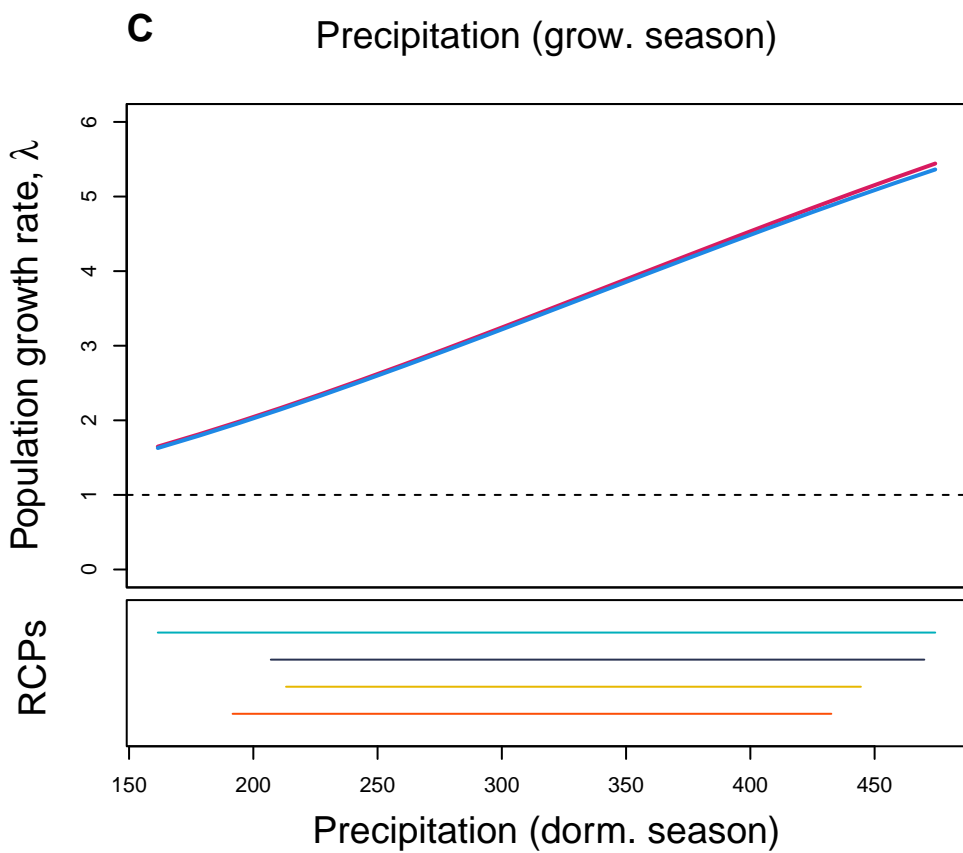 C
Precipitation (grow. season)
Population growth rate, λ
6
5
4
3
2
1
0
RCPs
150 200 250 300 350 400 450
Precipitation (dorm. season)